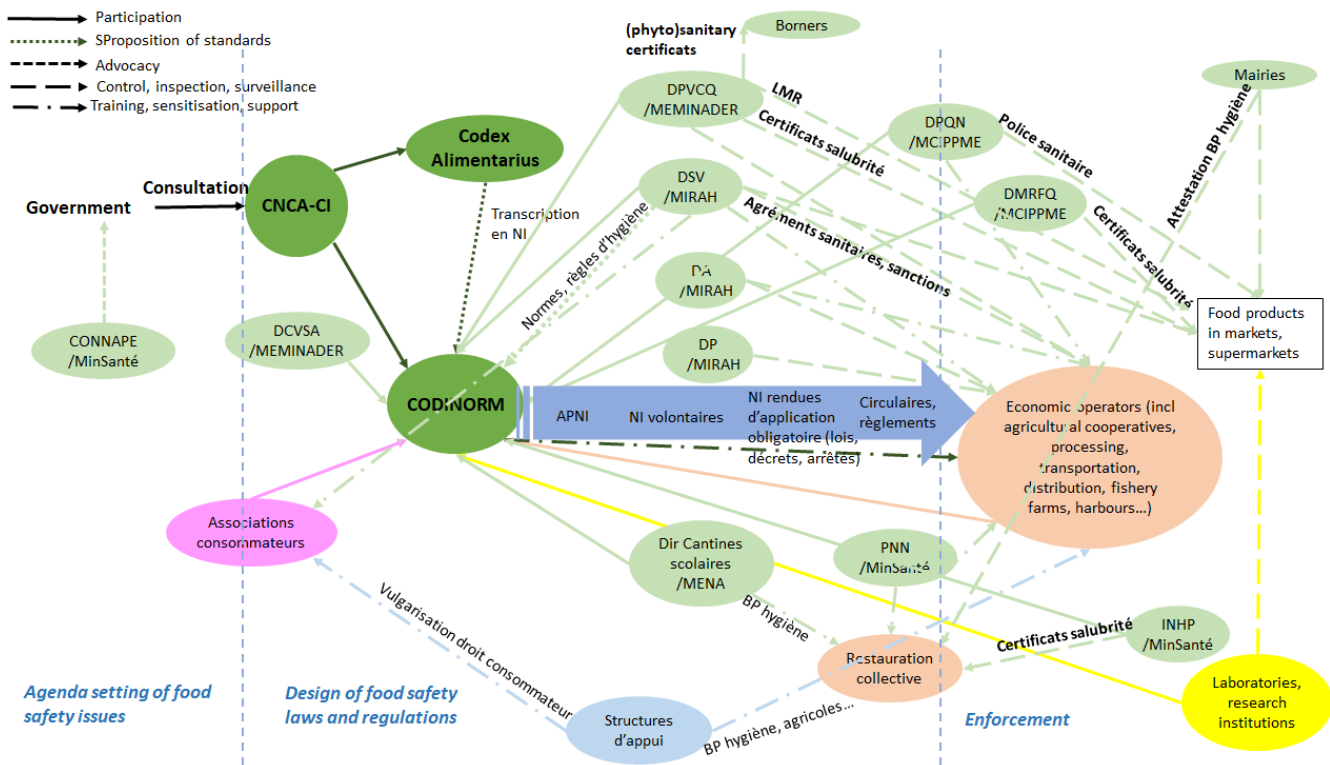 Participation
SProposition of standards
Advocacy
Control, inspection, surveillance
Training, sensitisation, support
(phyto)sanitary
certificats
Borners
Mairies
DPVCQ
/MEMINADER
LMR
Certificats salubrité
DPQN
/MCIPPME
Police sanitaire
Attestation BP hygiène
Codex
Alimentarius
Consultation
Government
CNCA-CI
Transcription
en NI
DSV
/MIRAH
Normes, règles d'hygiène
Agréments sanitaires, sanctions
DMRFQ
/MCIPPME
Certificats salubrité
DA
/MIRAH
Food products
in markets,
supermarkets
CONNAPE
/MinSanté
DCVSA
/MEMINADER
DP
/MIRAH
CODINORM
APNI
NI volontaires
NI rendues
d'application
obligatoire (lois,
décrets, arrêtés)
Circulaires,
règlements
Economic operators (incl
agricultural cooperatives,
processing,
transportation,
distribution, fishery
farms, harbours...)
Associations
consommateurs
Dir Cantines
scolaires
/MENA
PNN
/MinSanté
BP hygiène
Vulgarisation droit consommateur
Certificats salubrité
INHP
/MinSanté
Restauration
collective
Agenda setting of food
safety issues
Design of food safety
laws and regulations
Structures
d'appui
BP hygiène, agricoles...
Enforcement
Laboratories,
research
institutions